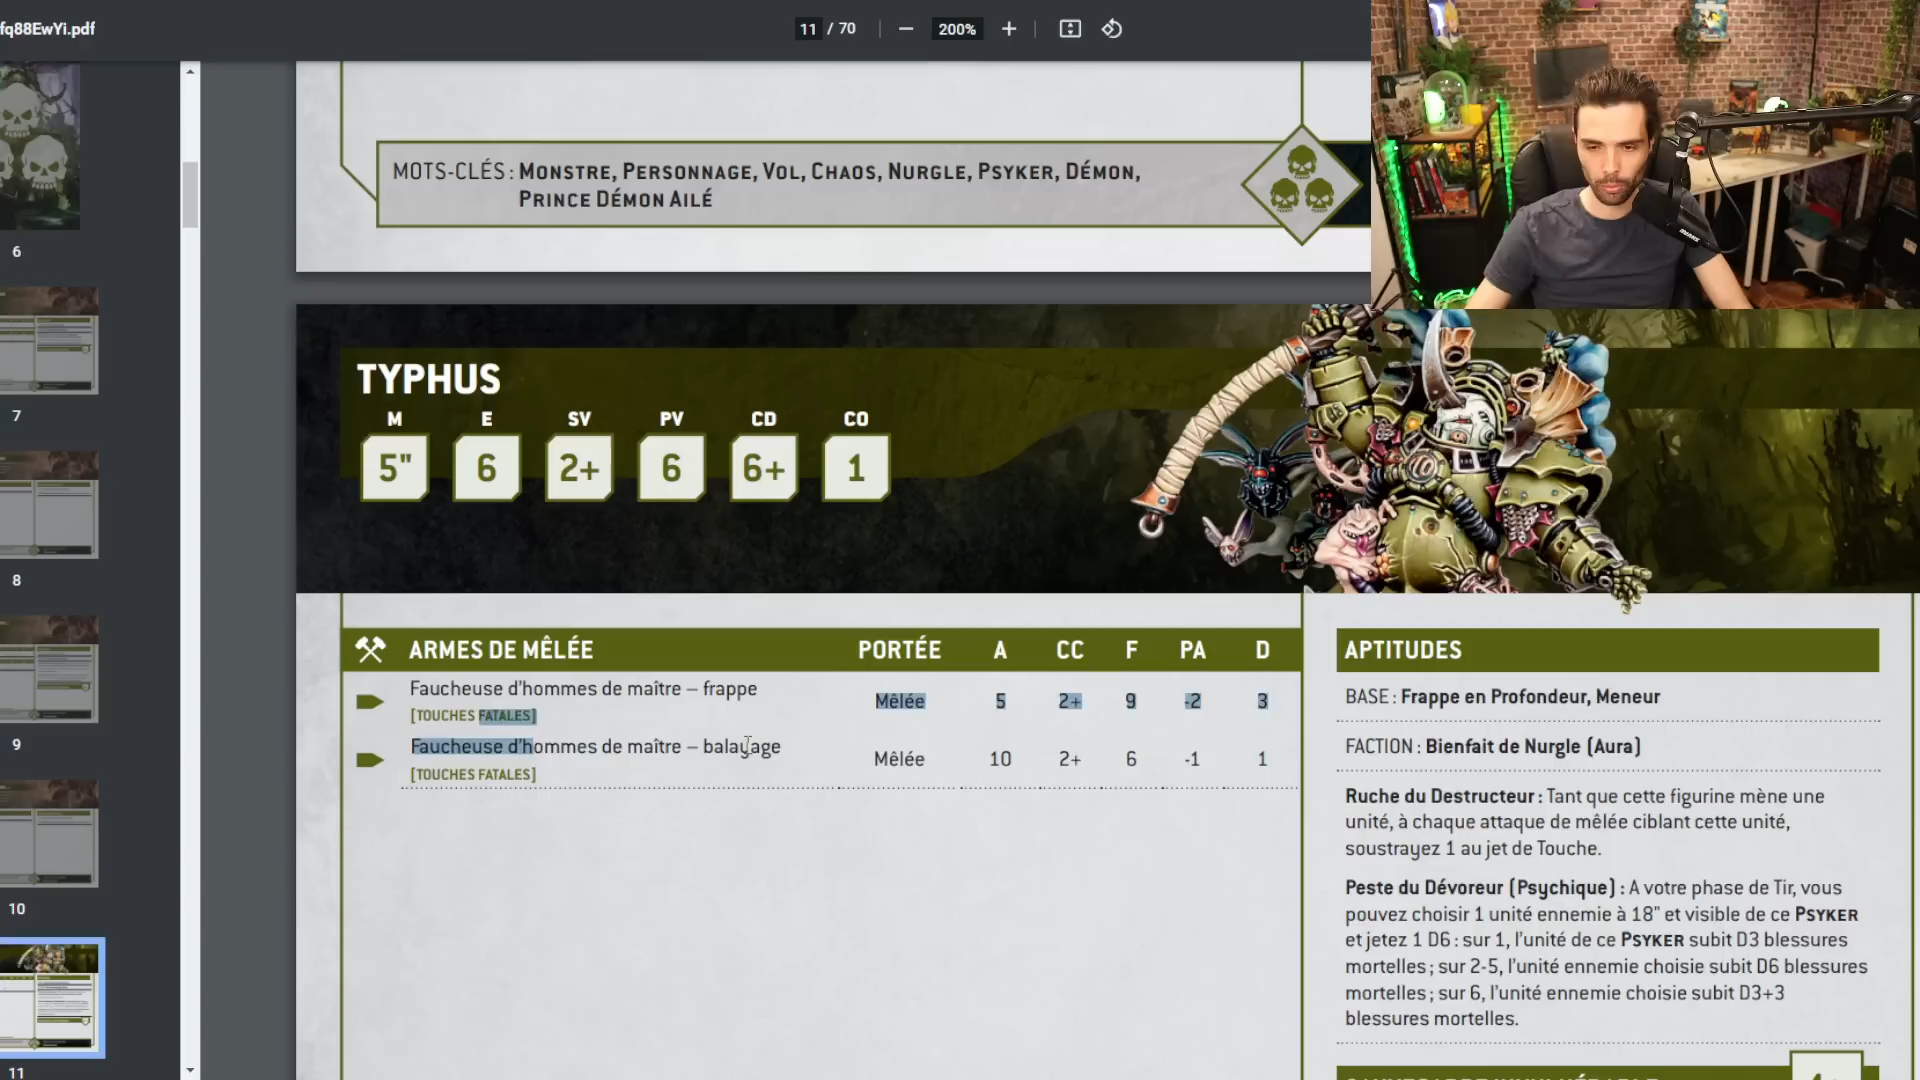 fq88EwYi.pdf
11 / 70
200%
6
7
8
9
10
11
MOTS-CLÉS : MONSTRE, PERSONNAGE, VOL, CHAOS, NURGLE, PSYKER, DÉMON,
PRINCE DÉMON AILÉ
TYPHUS
M E SV PV CD CO
5" 6 2+ 6 6+ 1
ARMES DE MÊLÉE PORTÉE A CC F PA D
Faucheuse d'hommes de maître – frappe
[TOUCHES FATALES]
Mêlée 5 2+ 9 -2 3
Faucheuse d'hommes de maître – balayage
[TOUCHES FATALES]
Mêlée 10 2+ 6 -1 1
APTITUDES
BASE : Frappe en Profondeur, Meneur
FACTION : Bienfait de Nurgle (Aura)
Ruche du Destructeur : Tant que cette figurine mène une
unité, à chaque attaque de mêlée ciblant cette unité,
soustrayez 1 au jet de Touche.
Peste du Dévoreur (Psychique) : A votre phase de Tir, vous
pouvez choisir 1 unité ennemie à 18" et visible de ce PSYKER
et jetez 1 D6 : sur 1, l'unité de ce PSYKER subit D3 blessures
mortelles ; sur 2-5, l'unité ennemie choisie subit D6 blessures
mortelles ; sur 6, l'unité ennemie choisie subit D3+3
blessures mortelles.